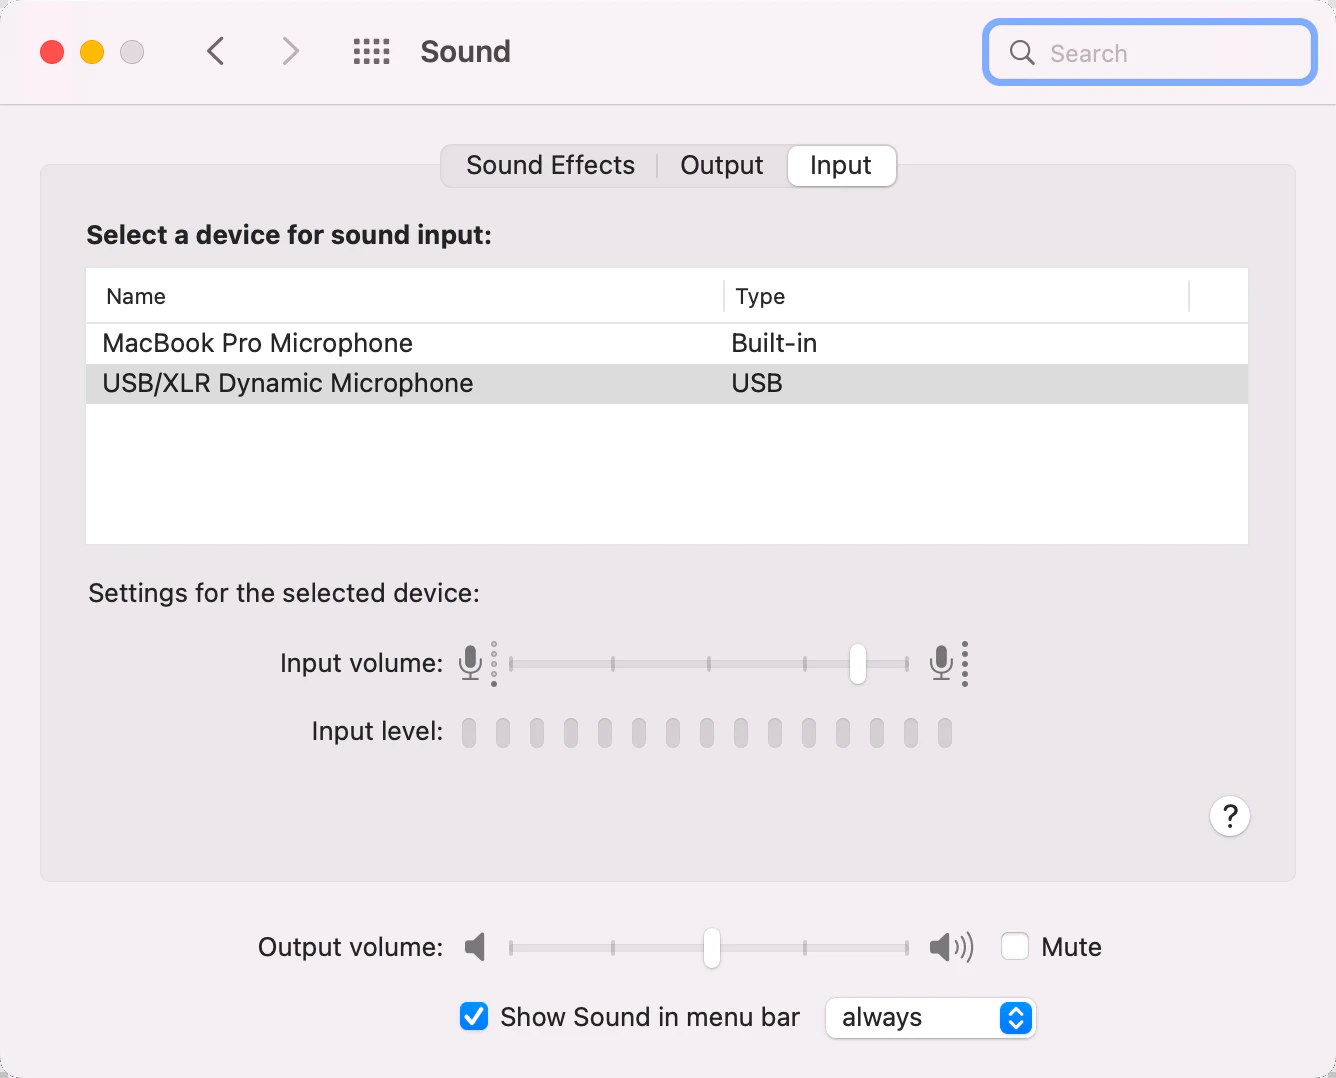 Sound
Search
Sound Effects Output Input
Select a device for sound input:
Name Type
MacBook Pro Microphone Built-in
USB/XLR Dynamic Microphone USB
Settings for the selected device:
Input volume:
Input level:
?
Output volume: Mute
Show Sound in menu bar always